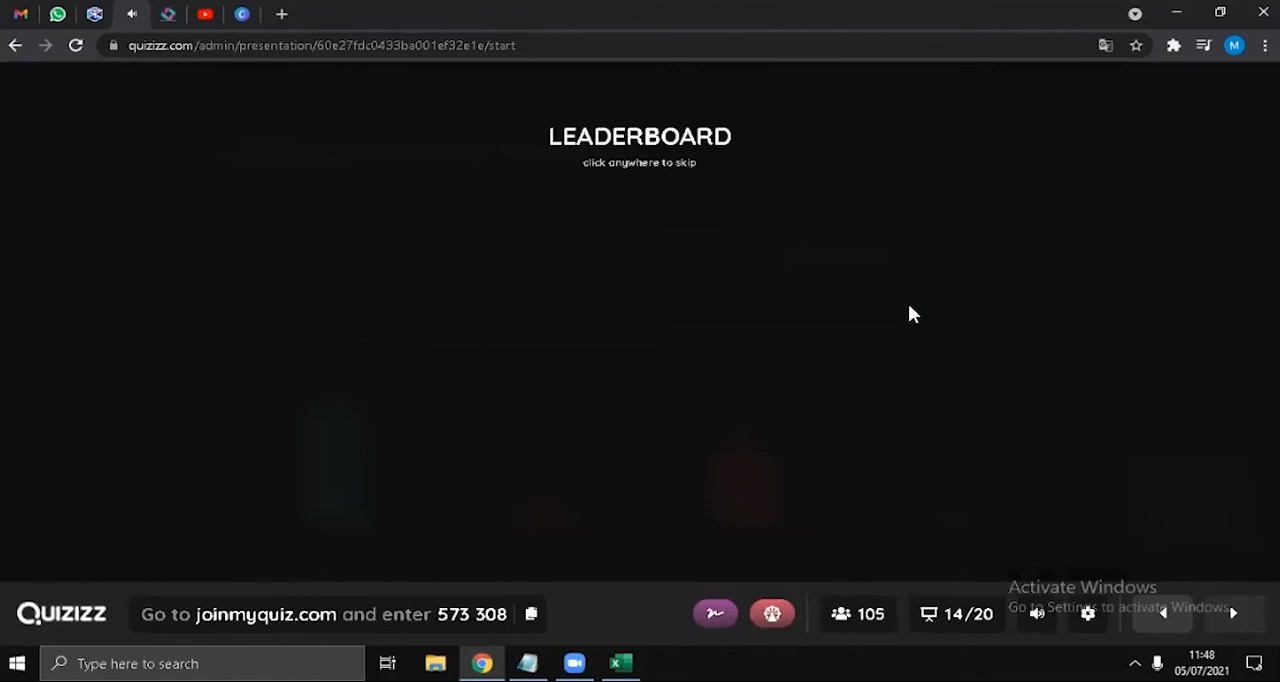 quizizz.com/admin/presentation/60e27fdc0433ba001ef32e1e/start
M
LEADERBOARD
click anywhere to skip
Activate Windows
Go to Settings to activate Windows.
Quizizz
Go to joinmyquiz.com and enter 573 308
105
14/20
Type here to search
11:48
05/07/2021